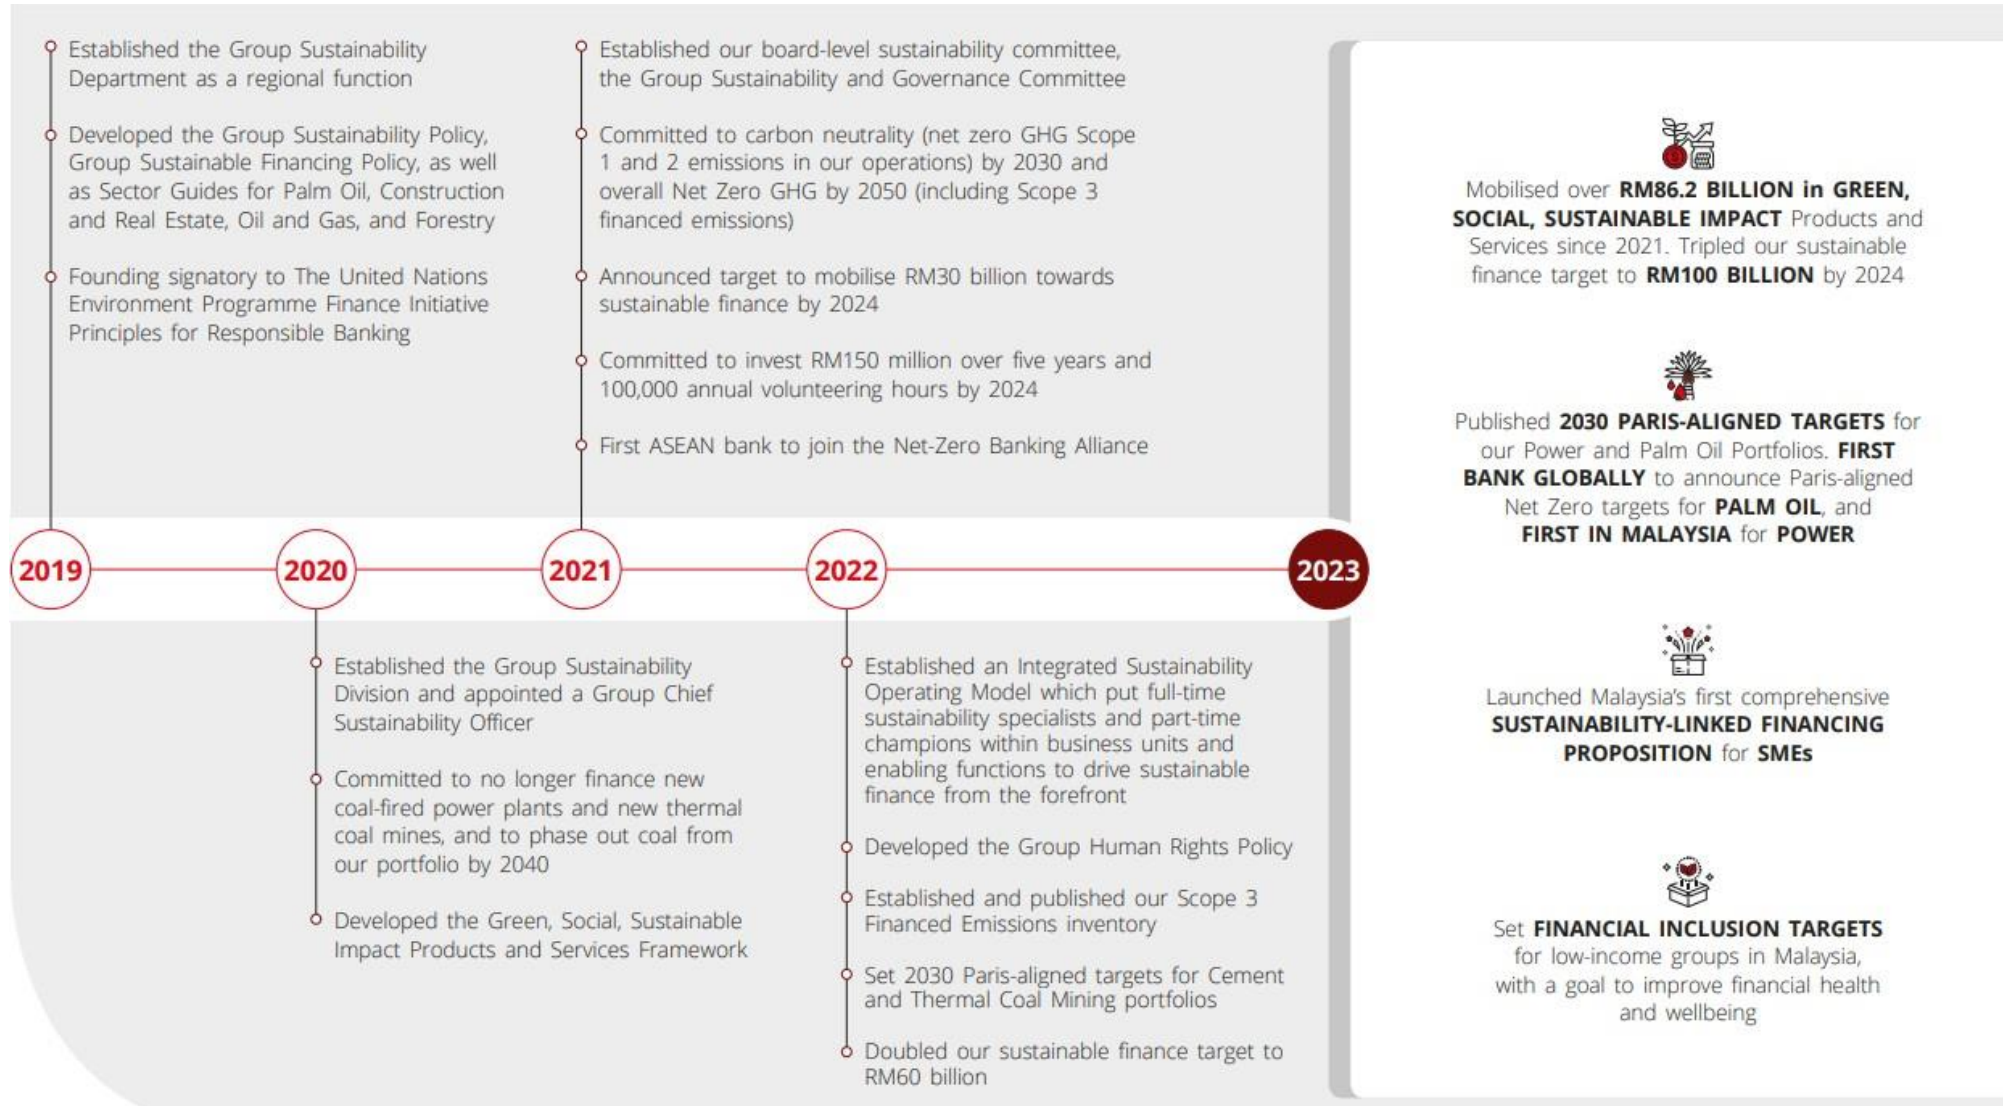 Established the Group Sustainability
Department as a regional function
Developed the Group Sustainability Policy,
Group Sustainable Financing Policy, as well
as Sector Guides for Palm Oil, Construction
and Real Estate, Oil and Gas, and Forestry
Founding signatory to The United Nations
Environment Programme Finance Initiative
Principles for Responsible Banking
2019
2020
Established the Group Sustainability
Division and appointed a Group Chief
Sustainability Officer
Committed to no longer finance new
coal-fired power plants and new thermal
coal mines, and to phase out coal from
our portfolio by 2040
Developed the Green, Social, Sustainable
Impact Products and Services Framework
Established our board-level sustainability committee,
the Group Sustainability and Governance Committee
Committed to carbon neutrality (net zero GHG Scope
1 and 2 emissions in our operations) by 2030 and
overall Net Zero GHG by 2050 (including Scope 3
financed emissions)
Announced target to mobilise RM30 billion towards
sustainable finance by 2024
Committed to invest RM150 million over five years and
100,000 annual volunteering hours by 2024
First ASEAN bank to join the Net-Zero Banking Alliance
2021
2022
Established an Integrated Sustainability
Operating Model which put full-time
sustainability specialists and part-time
champions within business units and
enabling functions to drive sustainable
finance from the forefront
Developed the Group Human Rights Policy
Established and published our Scope 3
Financed Emissions inventory
Set 2030 Paris-aligned targets for Cement
and Thermal Coal Mining portfolios
Doubled our sustainable finance target to
RM60 billion
2023
Mobilised over RM86.2 BILLION in GREEN,
SOCIAL, SUSTAINABLE IMPACT Products and
Services since 2021. Tripled our sustainable
finance target to RM100 BILLION by 2024
Published 2030 PARIS-ALIGNED TARGETS for
our Power and Palm Oil Portfolios. FIRST
BANK GLOBALLY to announce Paris-aligned
Net Zero targets for PALM OIL, and
FIRST IN MALAYSIA for POWER
Launched Malaysia's first comprehensive
SUSTAINABILITY-LINKED FINANCING
PROPOSITION for SMEs
Set FINANCIAL INCLUSION TARGETS
for low-income groups in Malaysia,
with a goal to improve financial health
and wellbeing